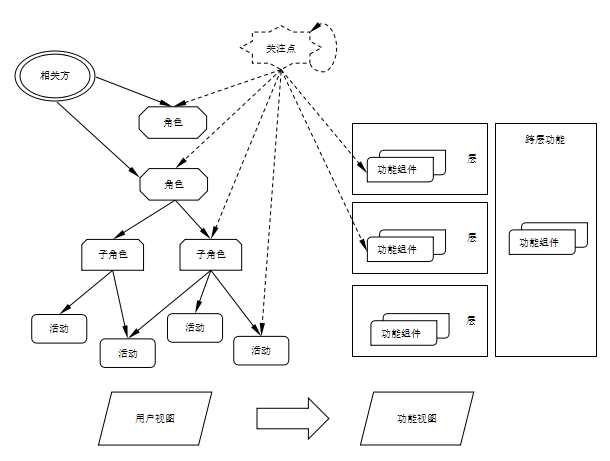 关注点
相关方
角色
跨层功能
层
功能组件
角色
层
功能组件
功能组件
子角色
子角色
层
功能组件
活动
活动
活动
活动
用户视图
功能视图